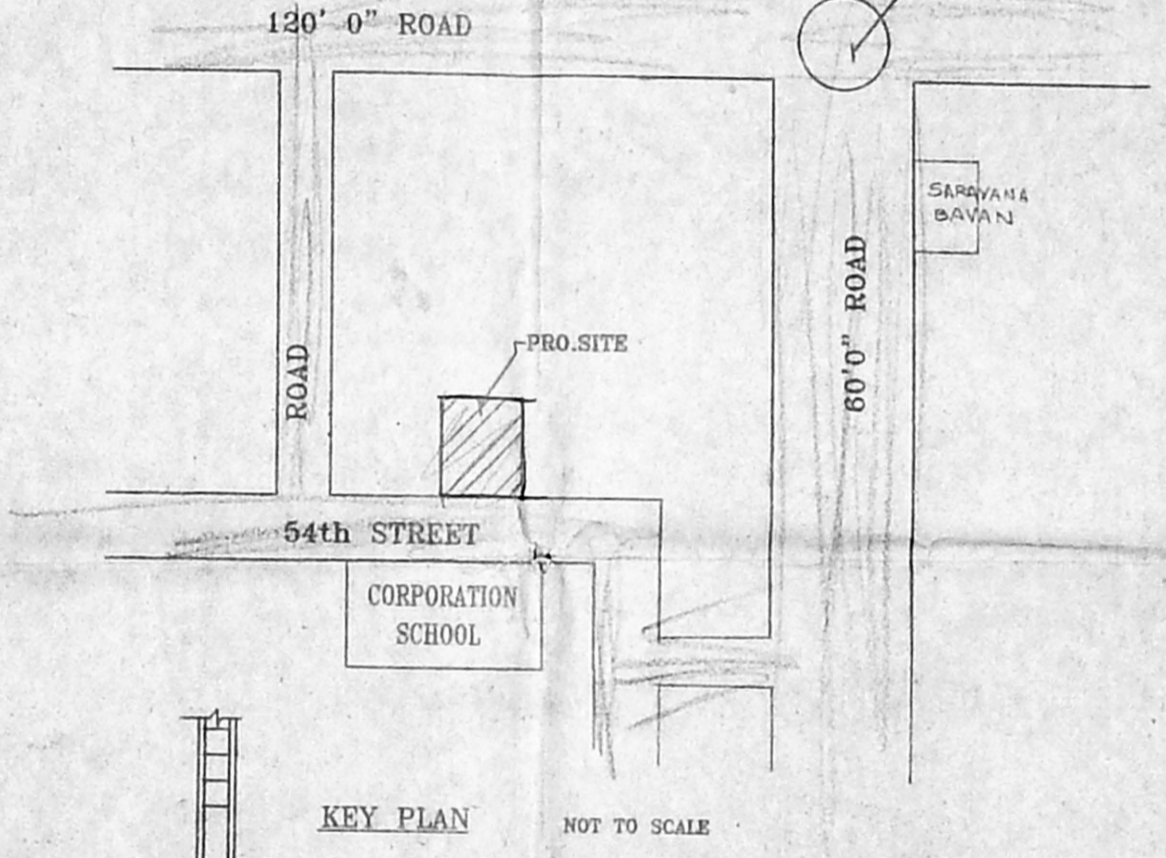 120' 0" ROAD
SARAVANA
BAVAN
60'0" ROAD
PRO.SITE
ROAD
54th STREET
CORPORATION
SCHOOL
KEY PLAN
NOT TO SCALE